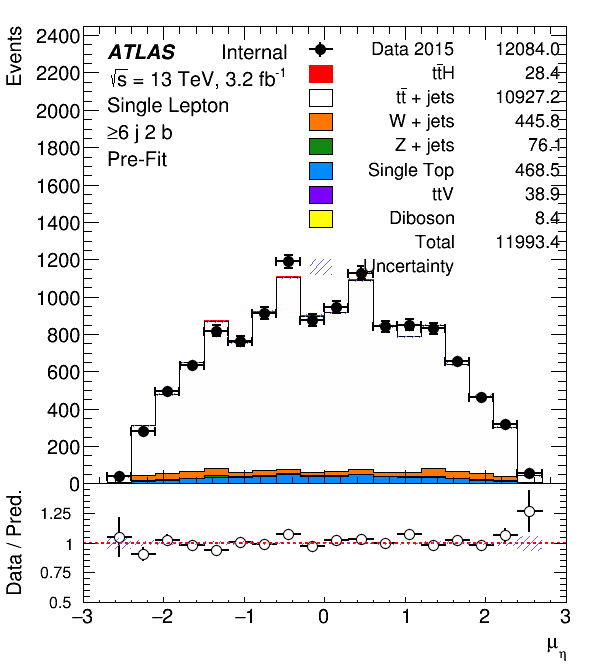 Events
2400
2200
2000
1800
1600
1400
1200
1000
800
600
400
200
0
ATLAS Internal
√s = 13 TeV, 3.2 fb⁻¹
Single Lepton
≥6 j 2 b
Pre-Fit
Data 2015 12084.0
tt̄H 28.4
tt̄ + jets 10927.2
W + jets 445.8
Z + jets 76.1
Single Top 468.5
ttV 38.9
Diboson 8.4
Total 11993.4
Uncertainty
Data / Pred.
1.25
1
0.75
0.5
−3 −2 −1 0 1 2 3
μη